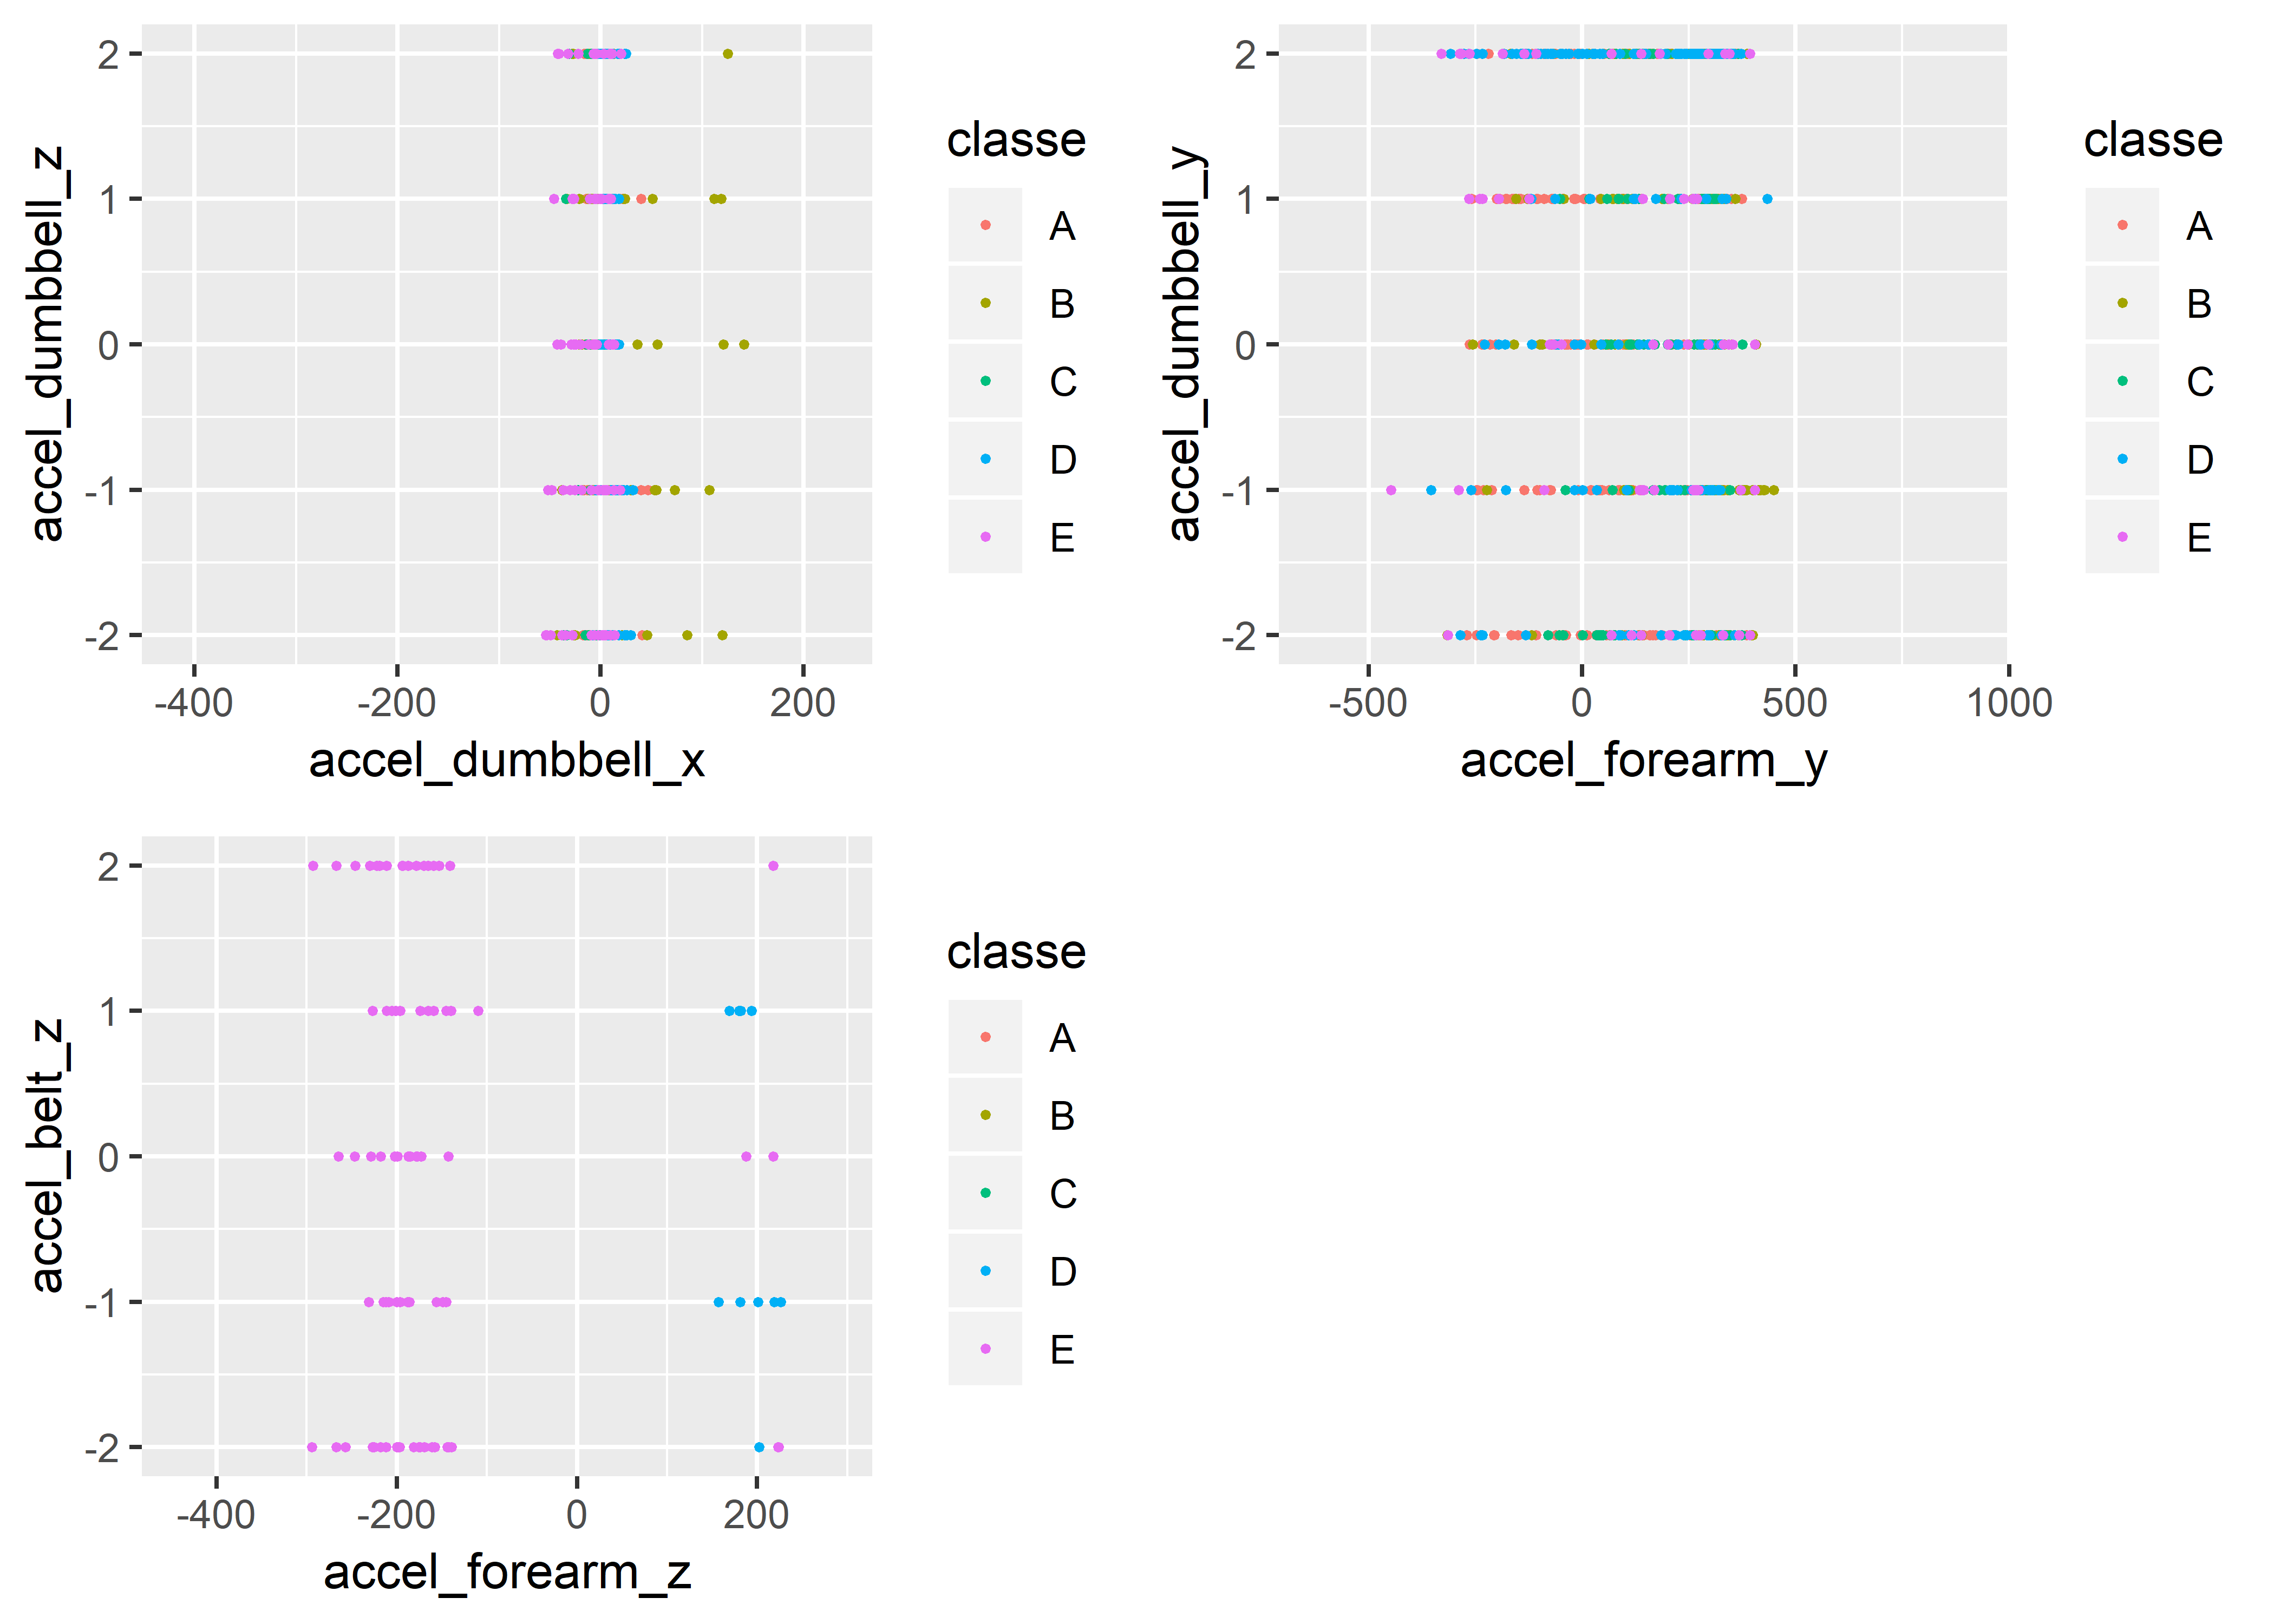 accel_dumbbell_z
2
1
0
-1
-2
-400
-200
0
200
accel_dumbbell_x
classe
A
B
C
D
E
accel_dumbbell_y
2
1
0
-1
-2
-500
0
500
1000
accel_forearm_y
classe
A
B
C
D
E
accel_belt_z
2
1
0
-1
-2
-400
-200
0
200
accel_forearm_z
classe
A
B
C
D
E